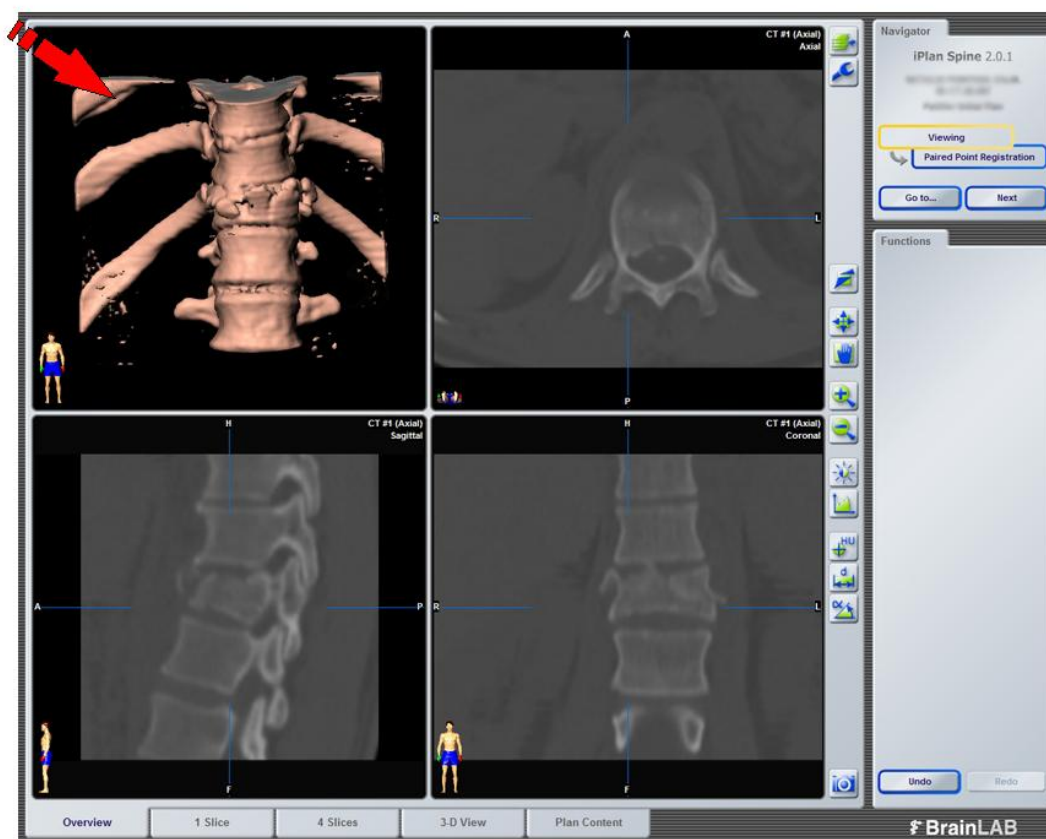 CT #1 (Axial)
Axial
A
R
L
P
CT #1 (Axial)
Sagittal
H
A
P
F
CT #1 (Axial)
Coronal
H
R
L
F
HU
d
α
Navigator
iPlan Spine 2.0.1
Viewing
Paired Point Registration
Go to...
Next
Functions
Undo
Redo
Overview
1 Slice
4 Slices
3-D View
Plan Content
BrainLAB